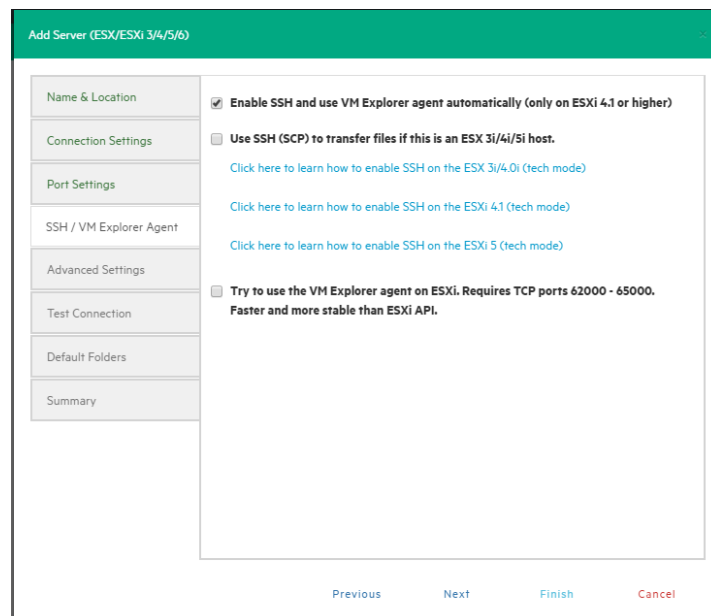 Add Server (ESX/ESXi 3/4/5/6)
Name & Location
Connection Settings
Port Settings
SSH / VM Explorer Agent
Advanced Settings
Test Connection
Default Folders
Summary
Enable SSH and use VM Explorer agent automatically (only on ESXi 4.1 or higher)
Use SSH (SCP) to transfer files if this is an ESX 3i/4i/5i host.
Click here to learn how to enable SSH on the ESX 3i/4.0i (tech mode)
Click here to learn how to enable SSH on the ESXi 4.1 (tech mode)
Click here to learn how to enable SSH on the ESXi 5 (tech mode)
Try to use the VM Explorer agent on ESXi. Requires TCP ports 62000 - 65000.
Faster and more stable than ESXi API.
Previous Next Finish Cancel